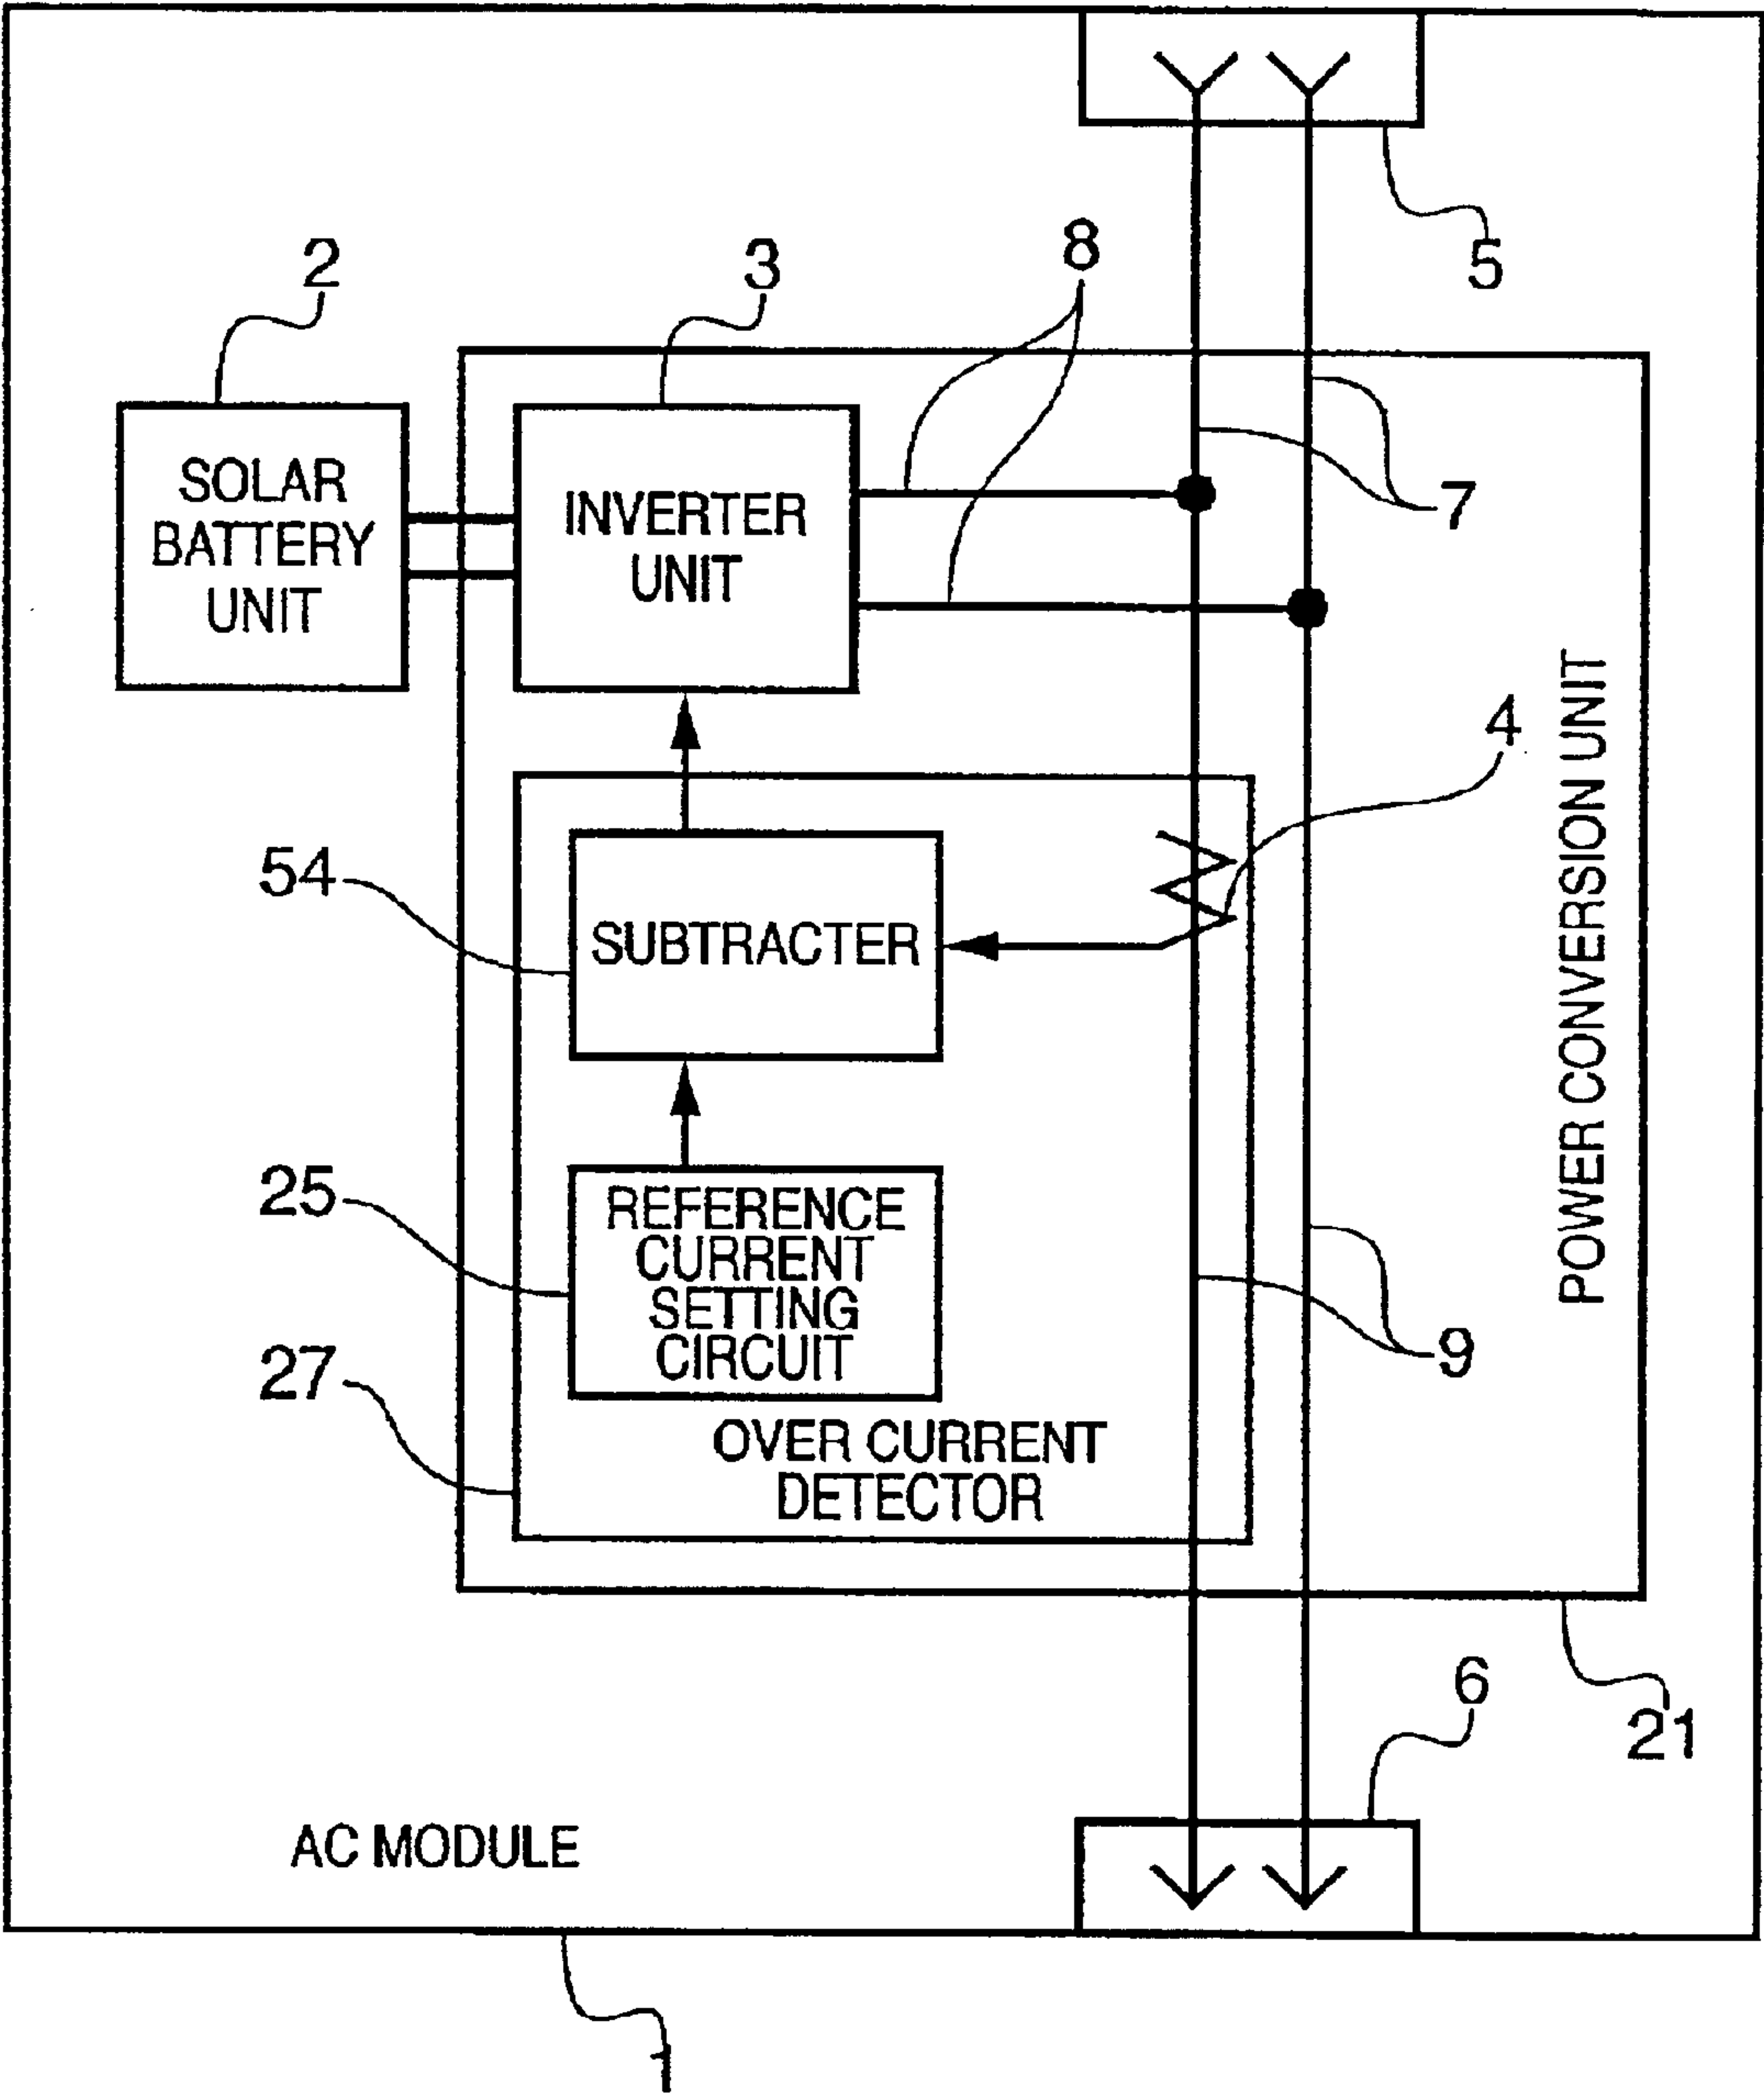 5
2
3
8
SOLAR
BATTERY
UNIT
INVERTER
UNIT
7
4
POWER CONVERSION UNIT
54
SUBTRACTER
25
REFERENCE
CURRENT
SETTING
CIRCUIT
9
27
OVER CURRENT
DETECTOR
6
21
AC MODULE
1